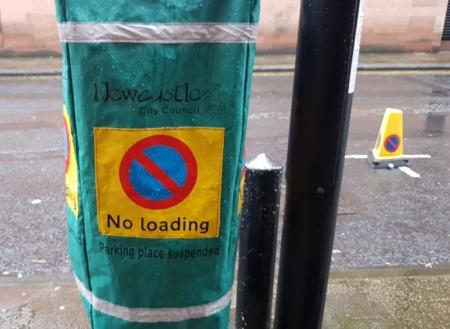 Newcastle
City Council
No loading
Parking place suspended